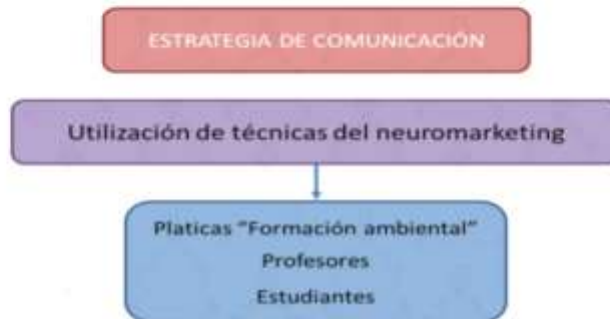 ESTRATEGIA DE COMUNICACIÓN
Utilización de técnicas del neuromarketing
Platicas "Formación ambiental"
Profesores
Estudiantes